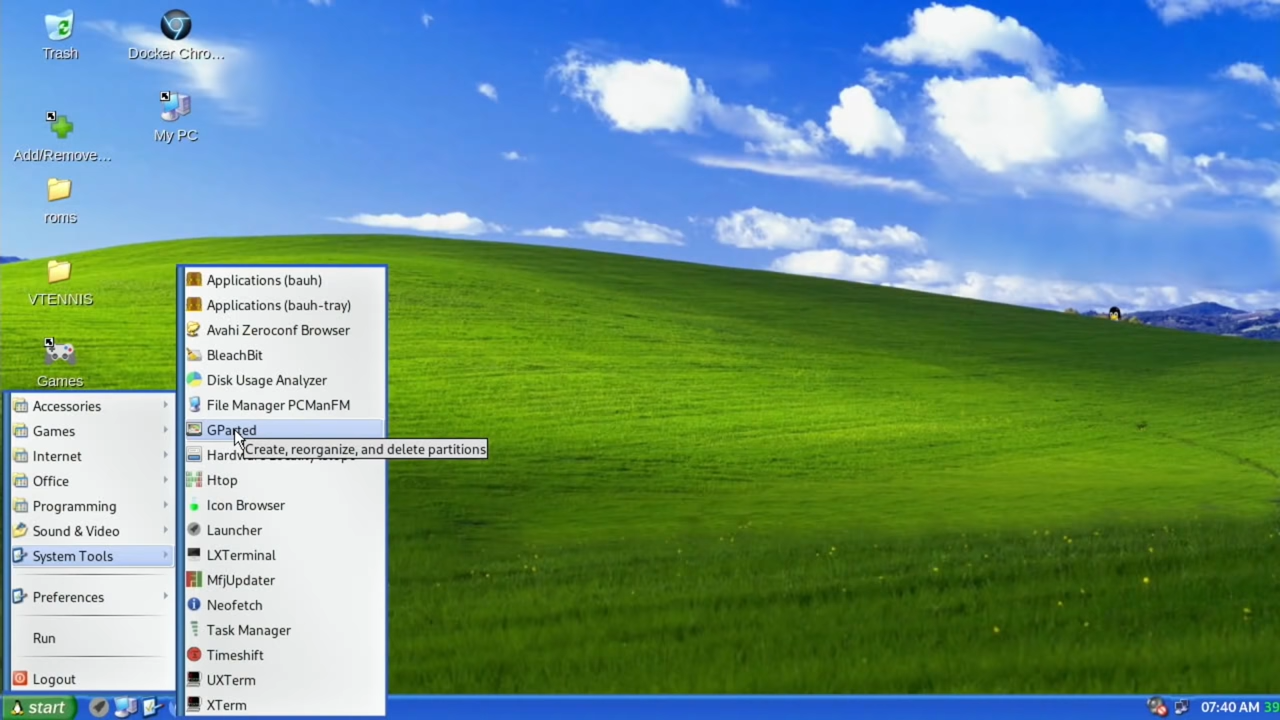 Trash
Docker Chro...
My PC
Add/Remove...
roms
VTENNIS
Games
Accessories
Games
Internet
Office
Programming
Sound & Video
System Tools
Preferences
Run
Logout
Applications (bauh)
Applications (bauh-tray)
Avahi Zeroconf Browser
BleachBit
Disk Usage Analyzer
File Manager PCManFM
GParted
Create, reorganize, and delete partitions
Htop
Icon Browser
Launcher
LXTerminal
MfjUpdater
Neofetch
Task Manager
Timeshift
UXTerm
XTerm
start
07:40 AM 39